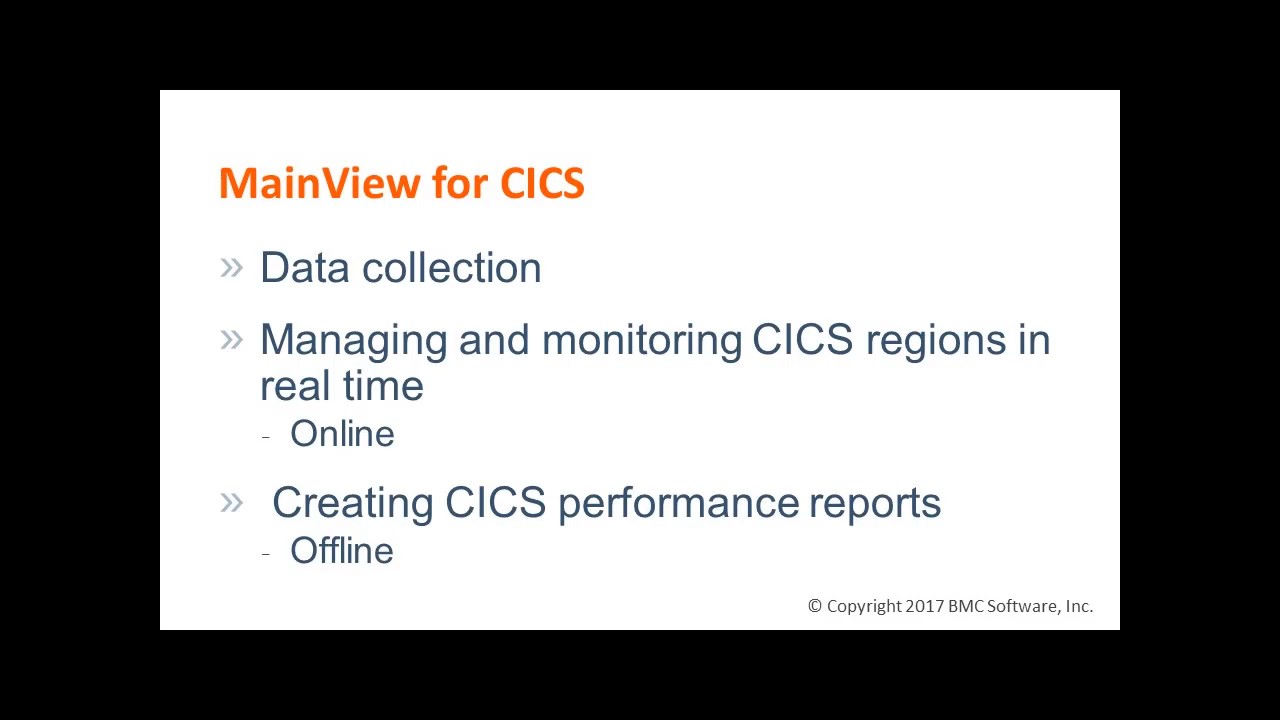 MainView for CICS
» Data collection
» Managing and monitoring CICS regions in
real time
- Online
» Creating CICS performance reports
- Offline
© Copyright 2017 BMC Software, Inc.